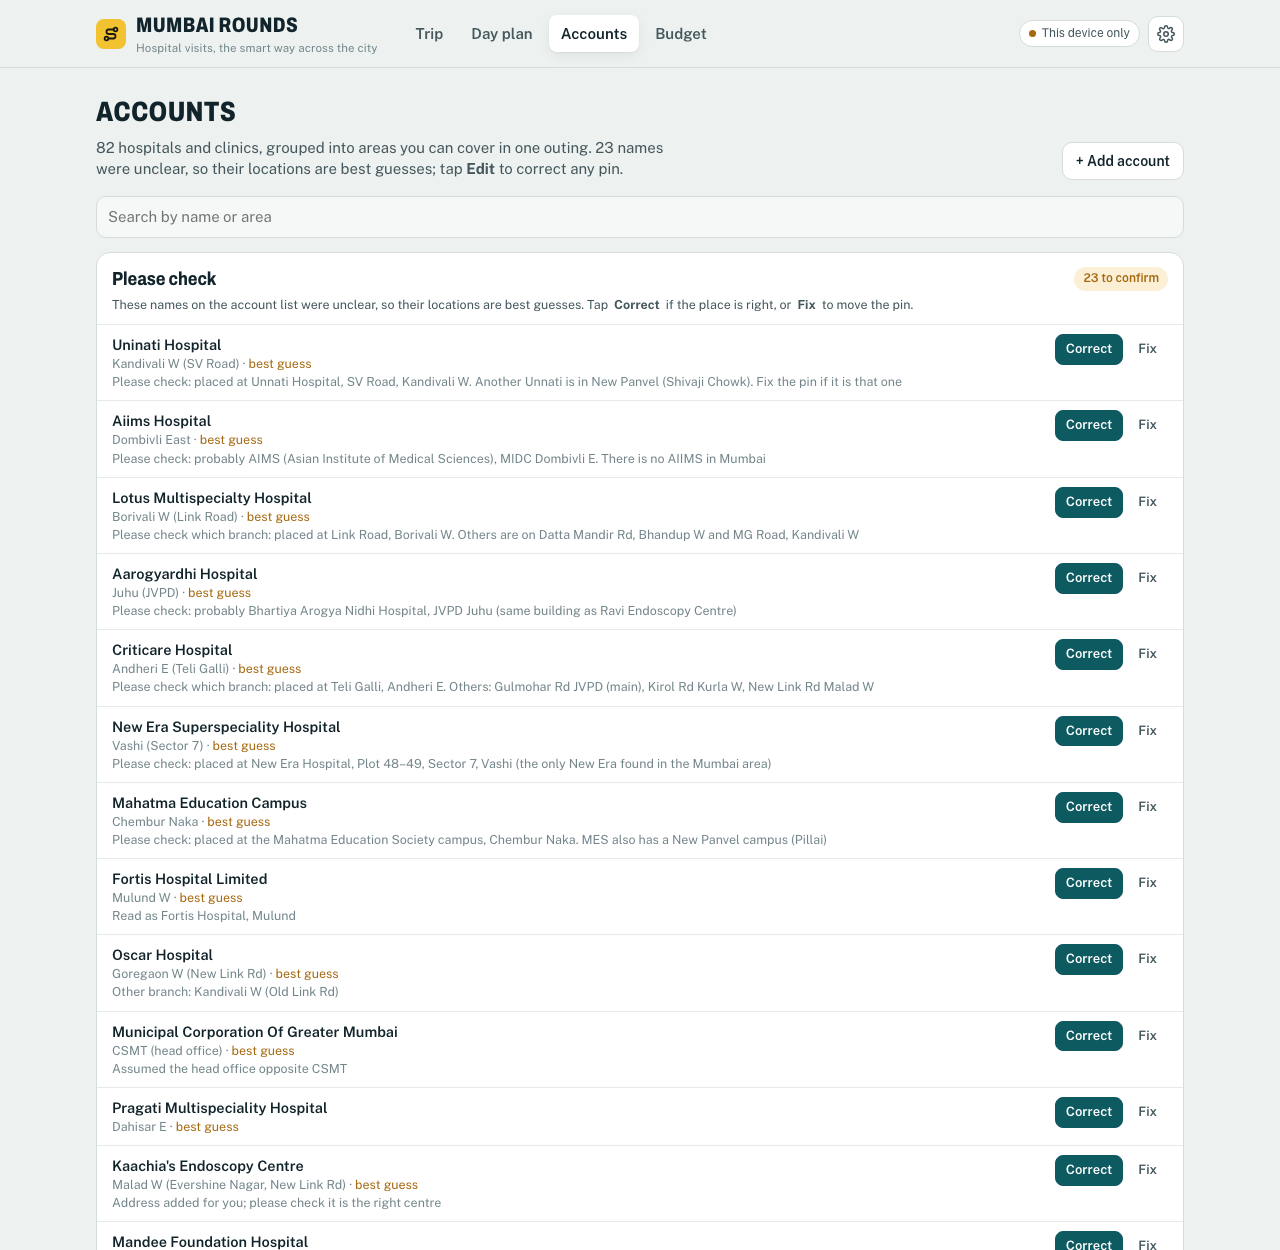 MUMBAI ROUNDS
Hospital visits, the smart way across the city
Trip
Day plan
Accounts
Budget
This device only
ACCOUNTS
82 hospitals and clinics, grouped into areas you can cover in one outing. 23 names
were unclear, so their locations are best guesses; tap Edit to correct any pin.
+ Add account
Search by name or area
Please check
23 to confirm
These names on the account list were unclear, so their locations are best guesses. Tap Correct if the place is right, or Fix to move the pin.
Uninati Hospital
Correct Fix
Kandivali W (SV Road) · best guess
Please check: placed at Unnati Hospital, SV Road, Kandivali W. Another Unnati is in New Panvel (Shivaji Chowk). Fix the pin if it is that one
Aiims Hospital
Correct Fix
Dombivli East · best guess
Please check: probably AIMS (Asian Institute of Medical Sciences), MIDC Dombivli E. There is no AIIMS in Mumbai
Lotus Multispecialty Hospital
Correct Fix
Borivali W (Link Road) · best guess
Please check which branch: placed at Link Road, Borivali W. Others are on Datta Mandir Rd, Bhandup W and MG Road, Kandivali W
Aarogyardhi Hospital
Correct Fix
Juhu (JVPD) · best guess
Please check: probably Bhartiya Arogya Nidhi Hospital, JVPD Juhu (same building as Ravi Endoscopy Centre)
Criticare Hospital
Correct Fix
Andheri E (Teli Galli) · best guess
Please check which branch: placed at Teli Galli, Andheri E. Others: Gulmohar Rd JVPD (main), Kirol Rd Kurla W, New Link Rd Malad W
New Era Superspeciality Hospital
Correct Fix
Vashi (Sector 7) · best guess
Please check: placed at New Era Hospital, Plot 48–49, Sector 7, Vashi (the only New Era found in the Mumbai area)
Mahatma Education Campus
Correct Fix
Chembur Naka · best guess
Please check: placed at the Mahatma Education Society campus, Chembur Naka. MES also has a New Panvel campus (Pillai)
Fortis Hospital Limited
Correct Fix
Mulund W · best guess
Read as Fortis Hospital, Mulund
Oscar Hospital
Correct Fix
Goregaon W (New Link Rd) · best guess
Other branch: Kandivali W (Old Link Rd)
Municipal Corporation Of Greater Mumbai
Correct Fix
CSMT (head office) · best guess
Assumed the head office opposite CSMT
Pragati Multispeciality Hospital
Correct Fix
Dahisar E · best guess
Kaachia's Endoscopy Centre
Correct Fix
Malad W (Evershine Nagar, New Link Rd) · best guess
Address added for you; please check it is the right centre
Mandee Foundation Hospital
Correct Fix